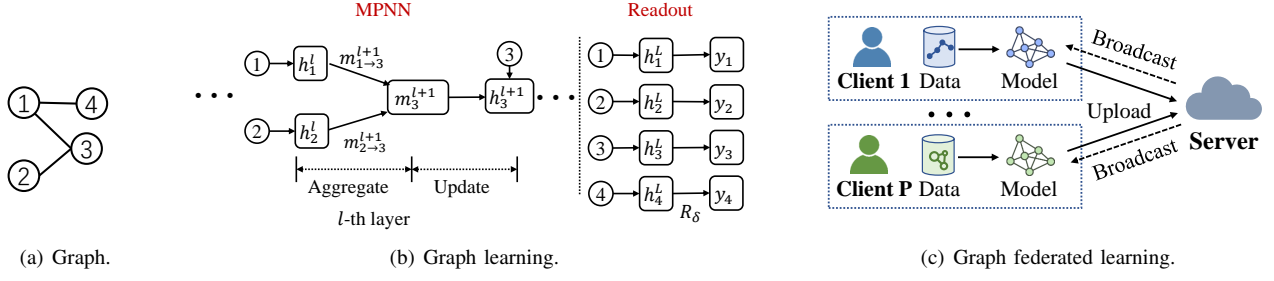 ① ④
③
②
(a) Graph.
MPNN
Readout
① h_1^l m_{1→3}^{l+1}
③
m_3^{l+1} h_3^{l+1}
② h_2^l m_{2→3}^{l+1}
Aggregate Update
l-th layer
① h_1^L y_1
② h_2^L y_2
③ h_3^L y_3
④ h_4^L y_4
R_δ
(b) Graph learning.
Client 1 Data Model
Broadcast
Upload
Server
Broadcast
Client P Data Model
(c) Graph federated learning.